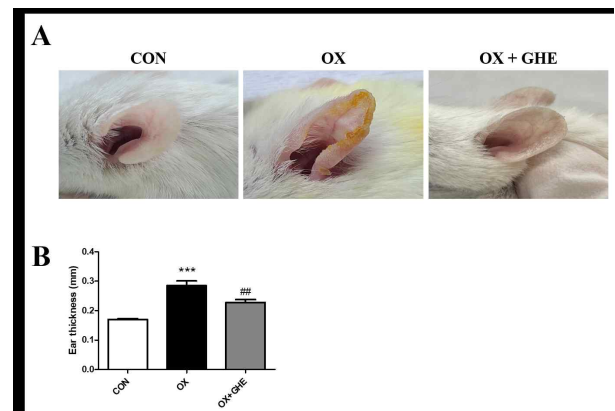 A
CON
OX
OX + GHE
B
Ear thickness (mm)
0.4
0.3
0.2
0.1
0.0
***
##
CON
OX
OX+GHE